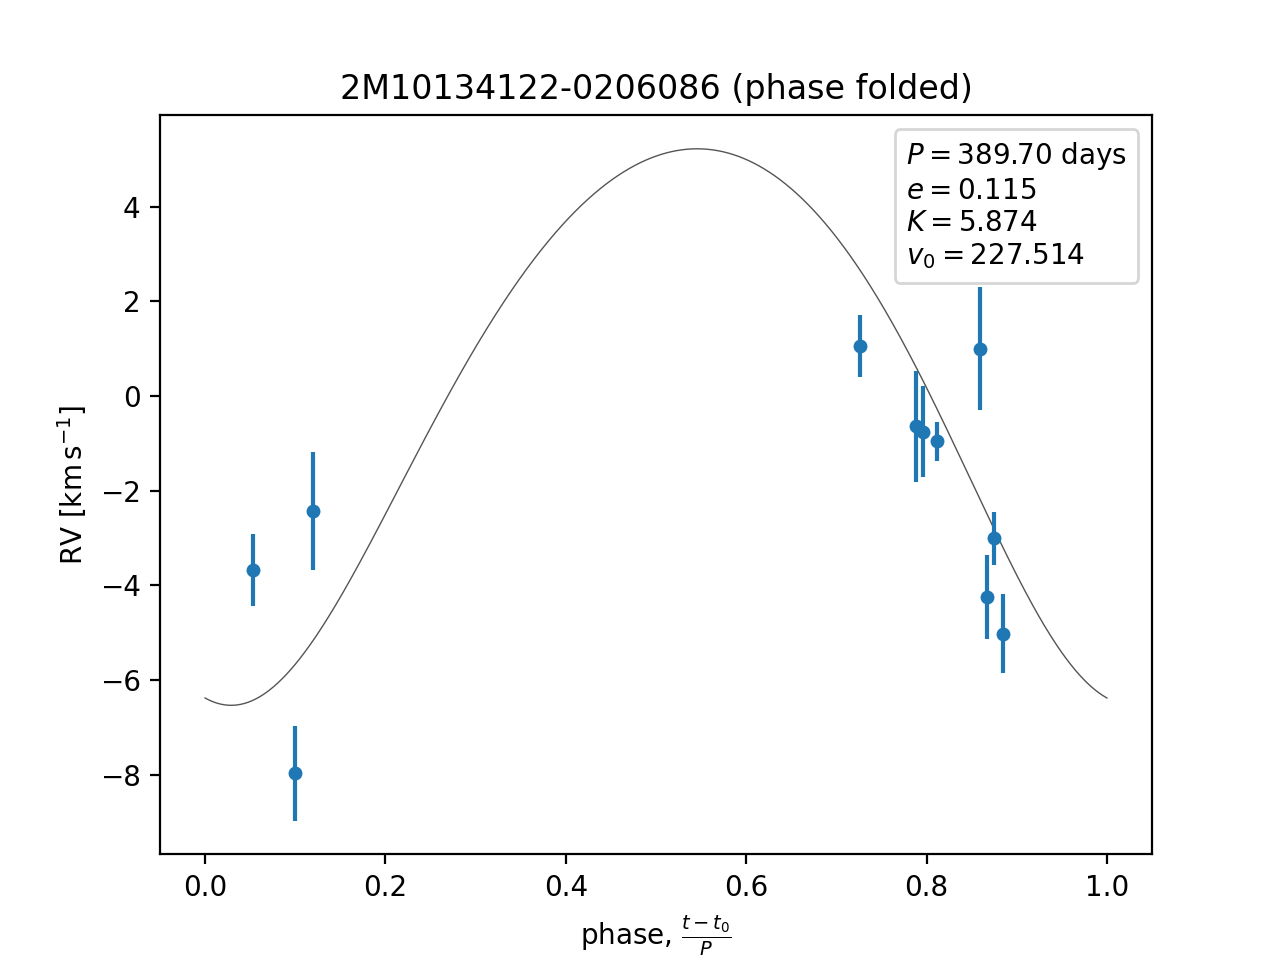 2M10134122-0206086 (phase folded)
P = 389.70 days
e = 0.115
K = 5.874
v₀ = 227.514
4
2
0
−2
−4
−6
−8
RV [km s⁻¹]
0.0 0.2 0.4 0.6 0.8 1.0
phase, (t − t₀)/P